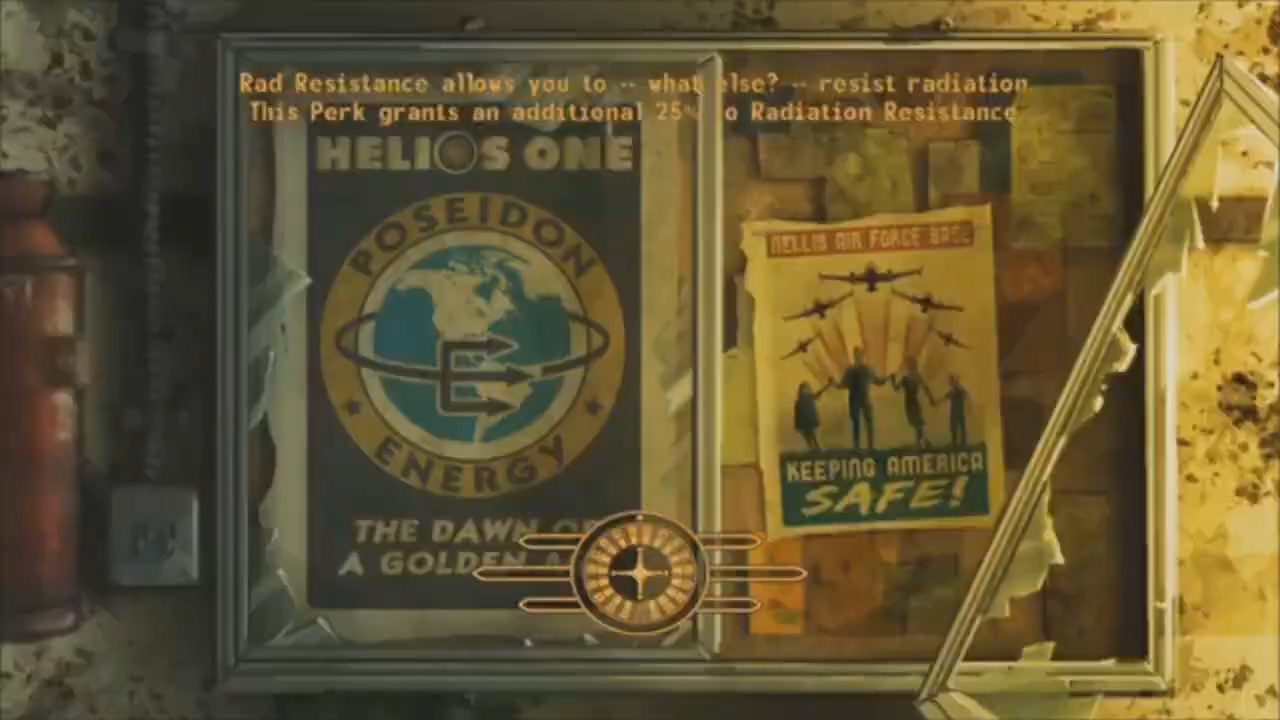 Rad Resistance allows you to -- what else? -- resist radiation.
This Perk grants an additional 25% to Radiation Resistance.
HELIOS ONE
POSEIDON
ENERGY
THE DAWN OF
A GOLDEN
NELLIS AIR FORCE BASE
KEEPING AMERICA
SAFE!